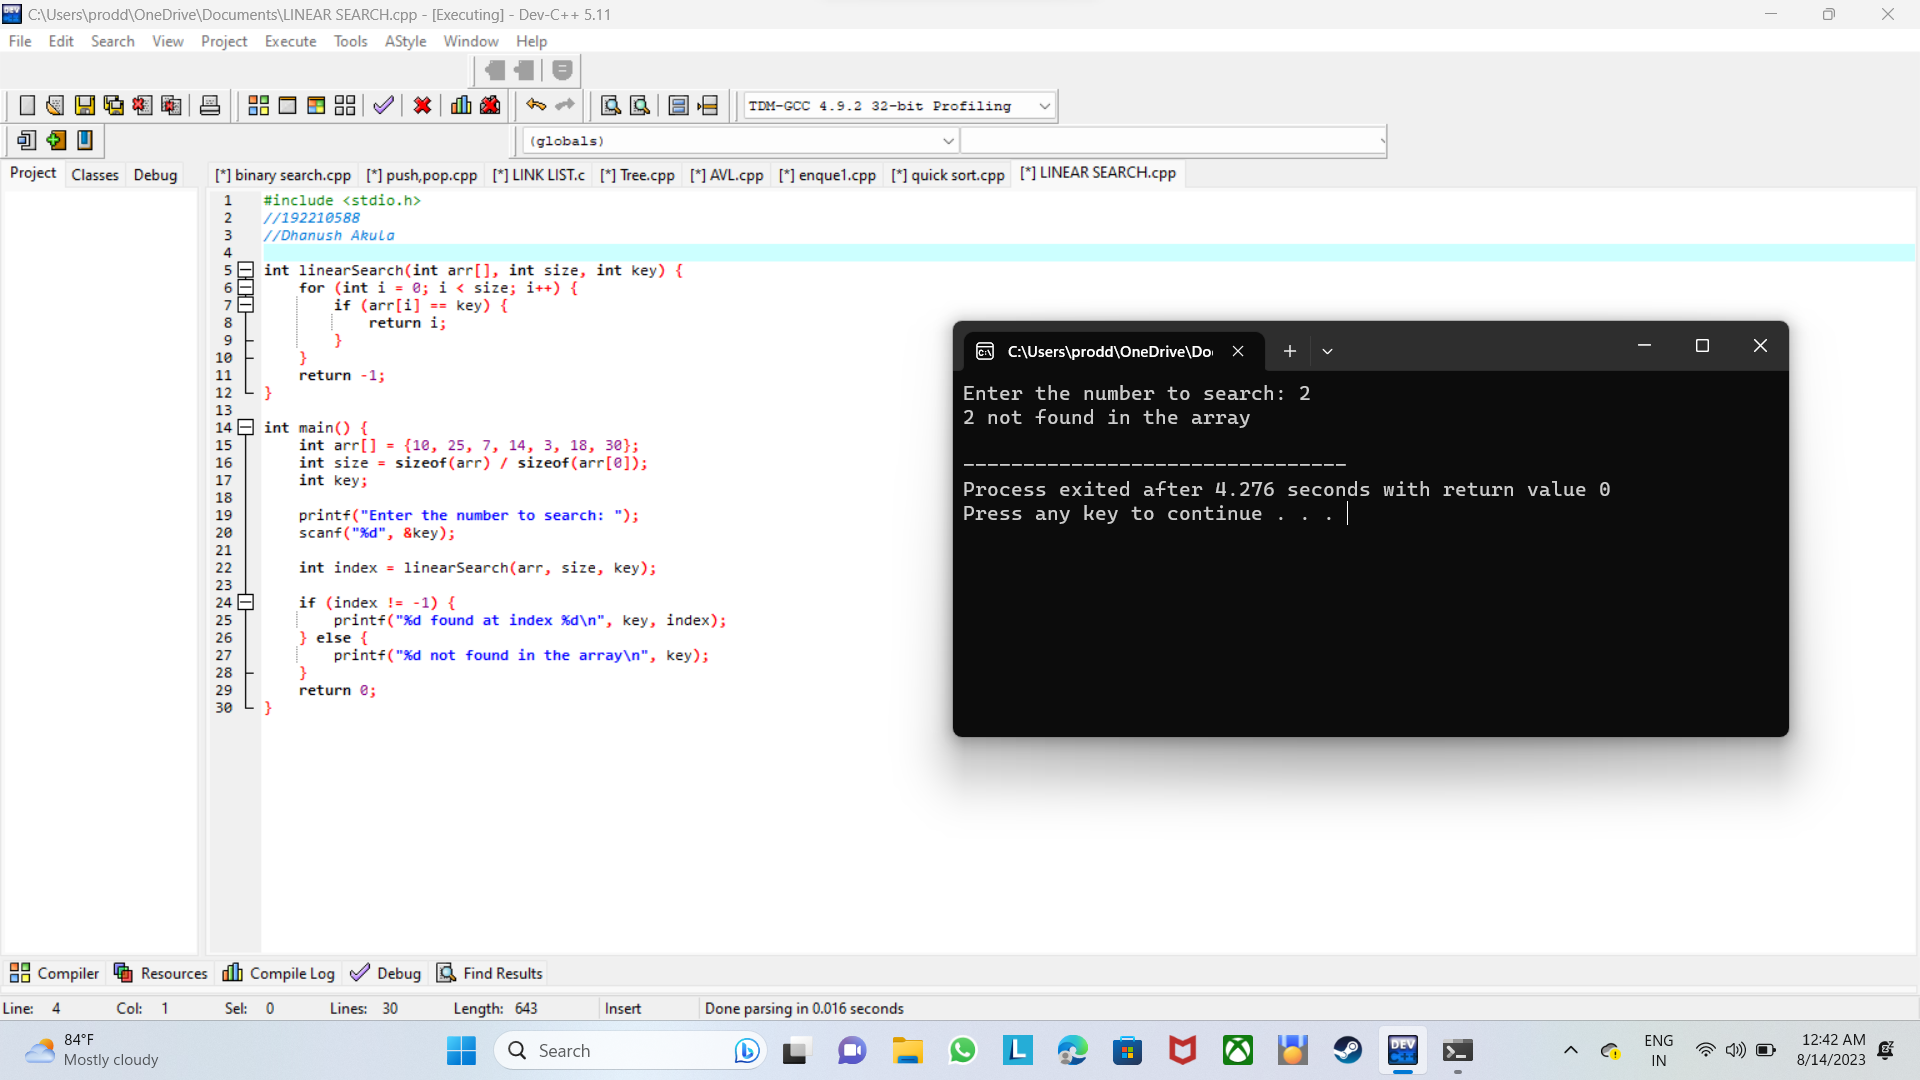 C:\Users\prodd\OneDrive\Documents\LINEAR SEARCH.cpp - [Executing] - Dev-C++ 5.11
File Edit Search View Project Execute Tools AStyle Window Help
TDM-GCC 4.9.2 32-bit Profiling
(globals)
Project Classes Debug
[*] binary search.cpp [*] push,pop.cpp [*] LINK LIST.c [*] Tree.cpp [*] AVL.cpp [*] enque1.cpp [*] quick sort.cpp [*] LINEAR SEARCH.cpp
1 #include <stdio.h>
2 //192210588
3 //Dhanush Akula
4
5 int linearSearch(int arr[], int size, int key) {
6 for (int i = 0; i < size; i++) {
7 if (arr[i] == key) {
8 return i;
9 }
10 }
11 return -1;
12 }
13
14 int main() {
15 int arr[] = {10, 25, 7, 14, 3, 18, 30};
16 int size = sizeof(arr) / sizeof(arr[0]);
17 int key;
18
19 printf("Enter the number to search: ");
20 scanf("%d", &key);
21
22 int index = linearSearch(arr, size, key);
23
24 if (index != -1) {
25 printf("%d found at index %d\n", key, index);
26 } else {
27 printf("%d not found in the array\n", key);
28 }
29 return 0;
30 }
C:\Users\prodd\OneDrive\Do
Enter the number to search: 2
2 not found in the array
--------------------------------
Process exited after 4.276 seconds with return value 0
Press any key to continue . . .
Compiler Resources Compile Log Debug Find Results
Line: 4 Col: 1 Sel: 0 Lines: 30 Length: 643 Insert Done parsing in 0.016 seconds
84°F
Mostly cloudy
Search
DEV
C++
ENG
IN
12:42 AM
8/14/2023